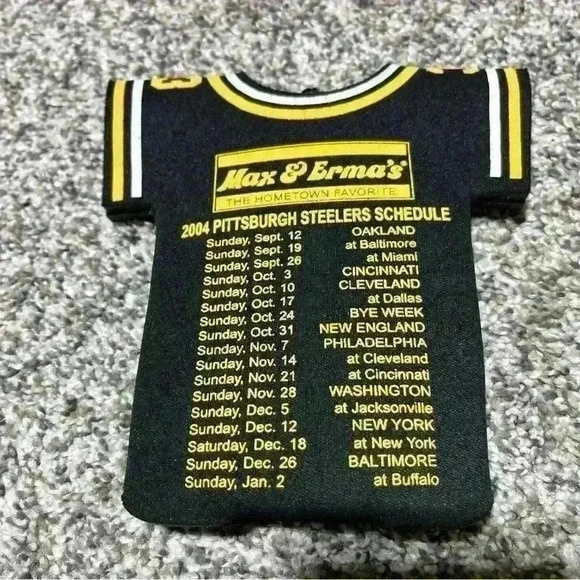 Max & Erma's®
THE HOMETOWN FAVORITE
2004 PITTSBURGH STEELERS SCHEDULE
Sunday, Sept. 12 OAKLAND
Sunday, Sept. 19 at Baltimore
Sunday, Sept. 26 at Miami
Sunday, Oct. 3 CINCINNATI
Sunday, Oct. 10 CLEVELAND
Sunday, Oct. 17 at Dallas
Sunday, Oct. 24 BYE WEEK
Sunday, Oct. 31 NEW ENGLAND
Sunday, Nov. 7 PHILADELPHIA
Sunday, Nov. 14 at Cleveland
Sunday, Nov. 21 at Cincinnati
Sunday, Nov. 28 WASHINGTON
Sunday, Dec. 5 at Jacksonville
Sunday, Dec. 12 NEW YORK
Saturday, Dec. 18 at New York
Sunday, Dec. 26 BALTIMORE
Sunday, Jan. 2 at Buffalo